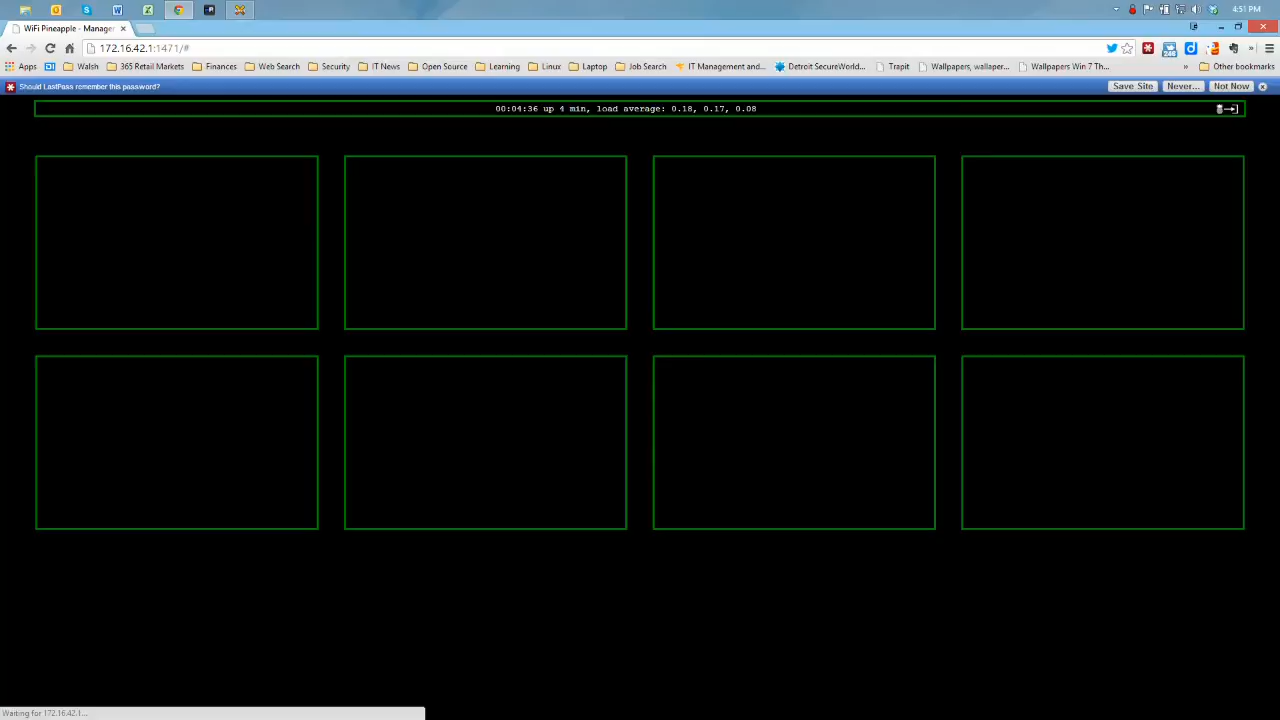 4:51 PM
WiFi Pineapple - Manager
172.16.42.1:1471/#
Apps Walsh 365 Retail Markets Finances Web Search Security IT News Open Source Learning Linux Laptop Job Search IT Management and... Detroit SecureWorld... Trapit Wallpapers, wallaper... Wallpapers Win 7 Th... » Other bookmarks
Should LastPass remember this password? Save Site Never... Not Now
00:04:36 up 4 min, load average: 0.18, 0.17, 0.08
Waiting for 172.16.42.1...